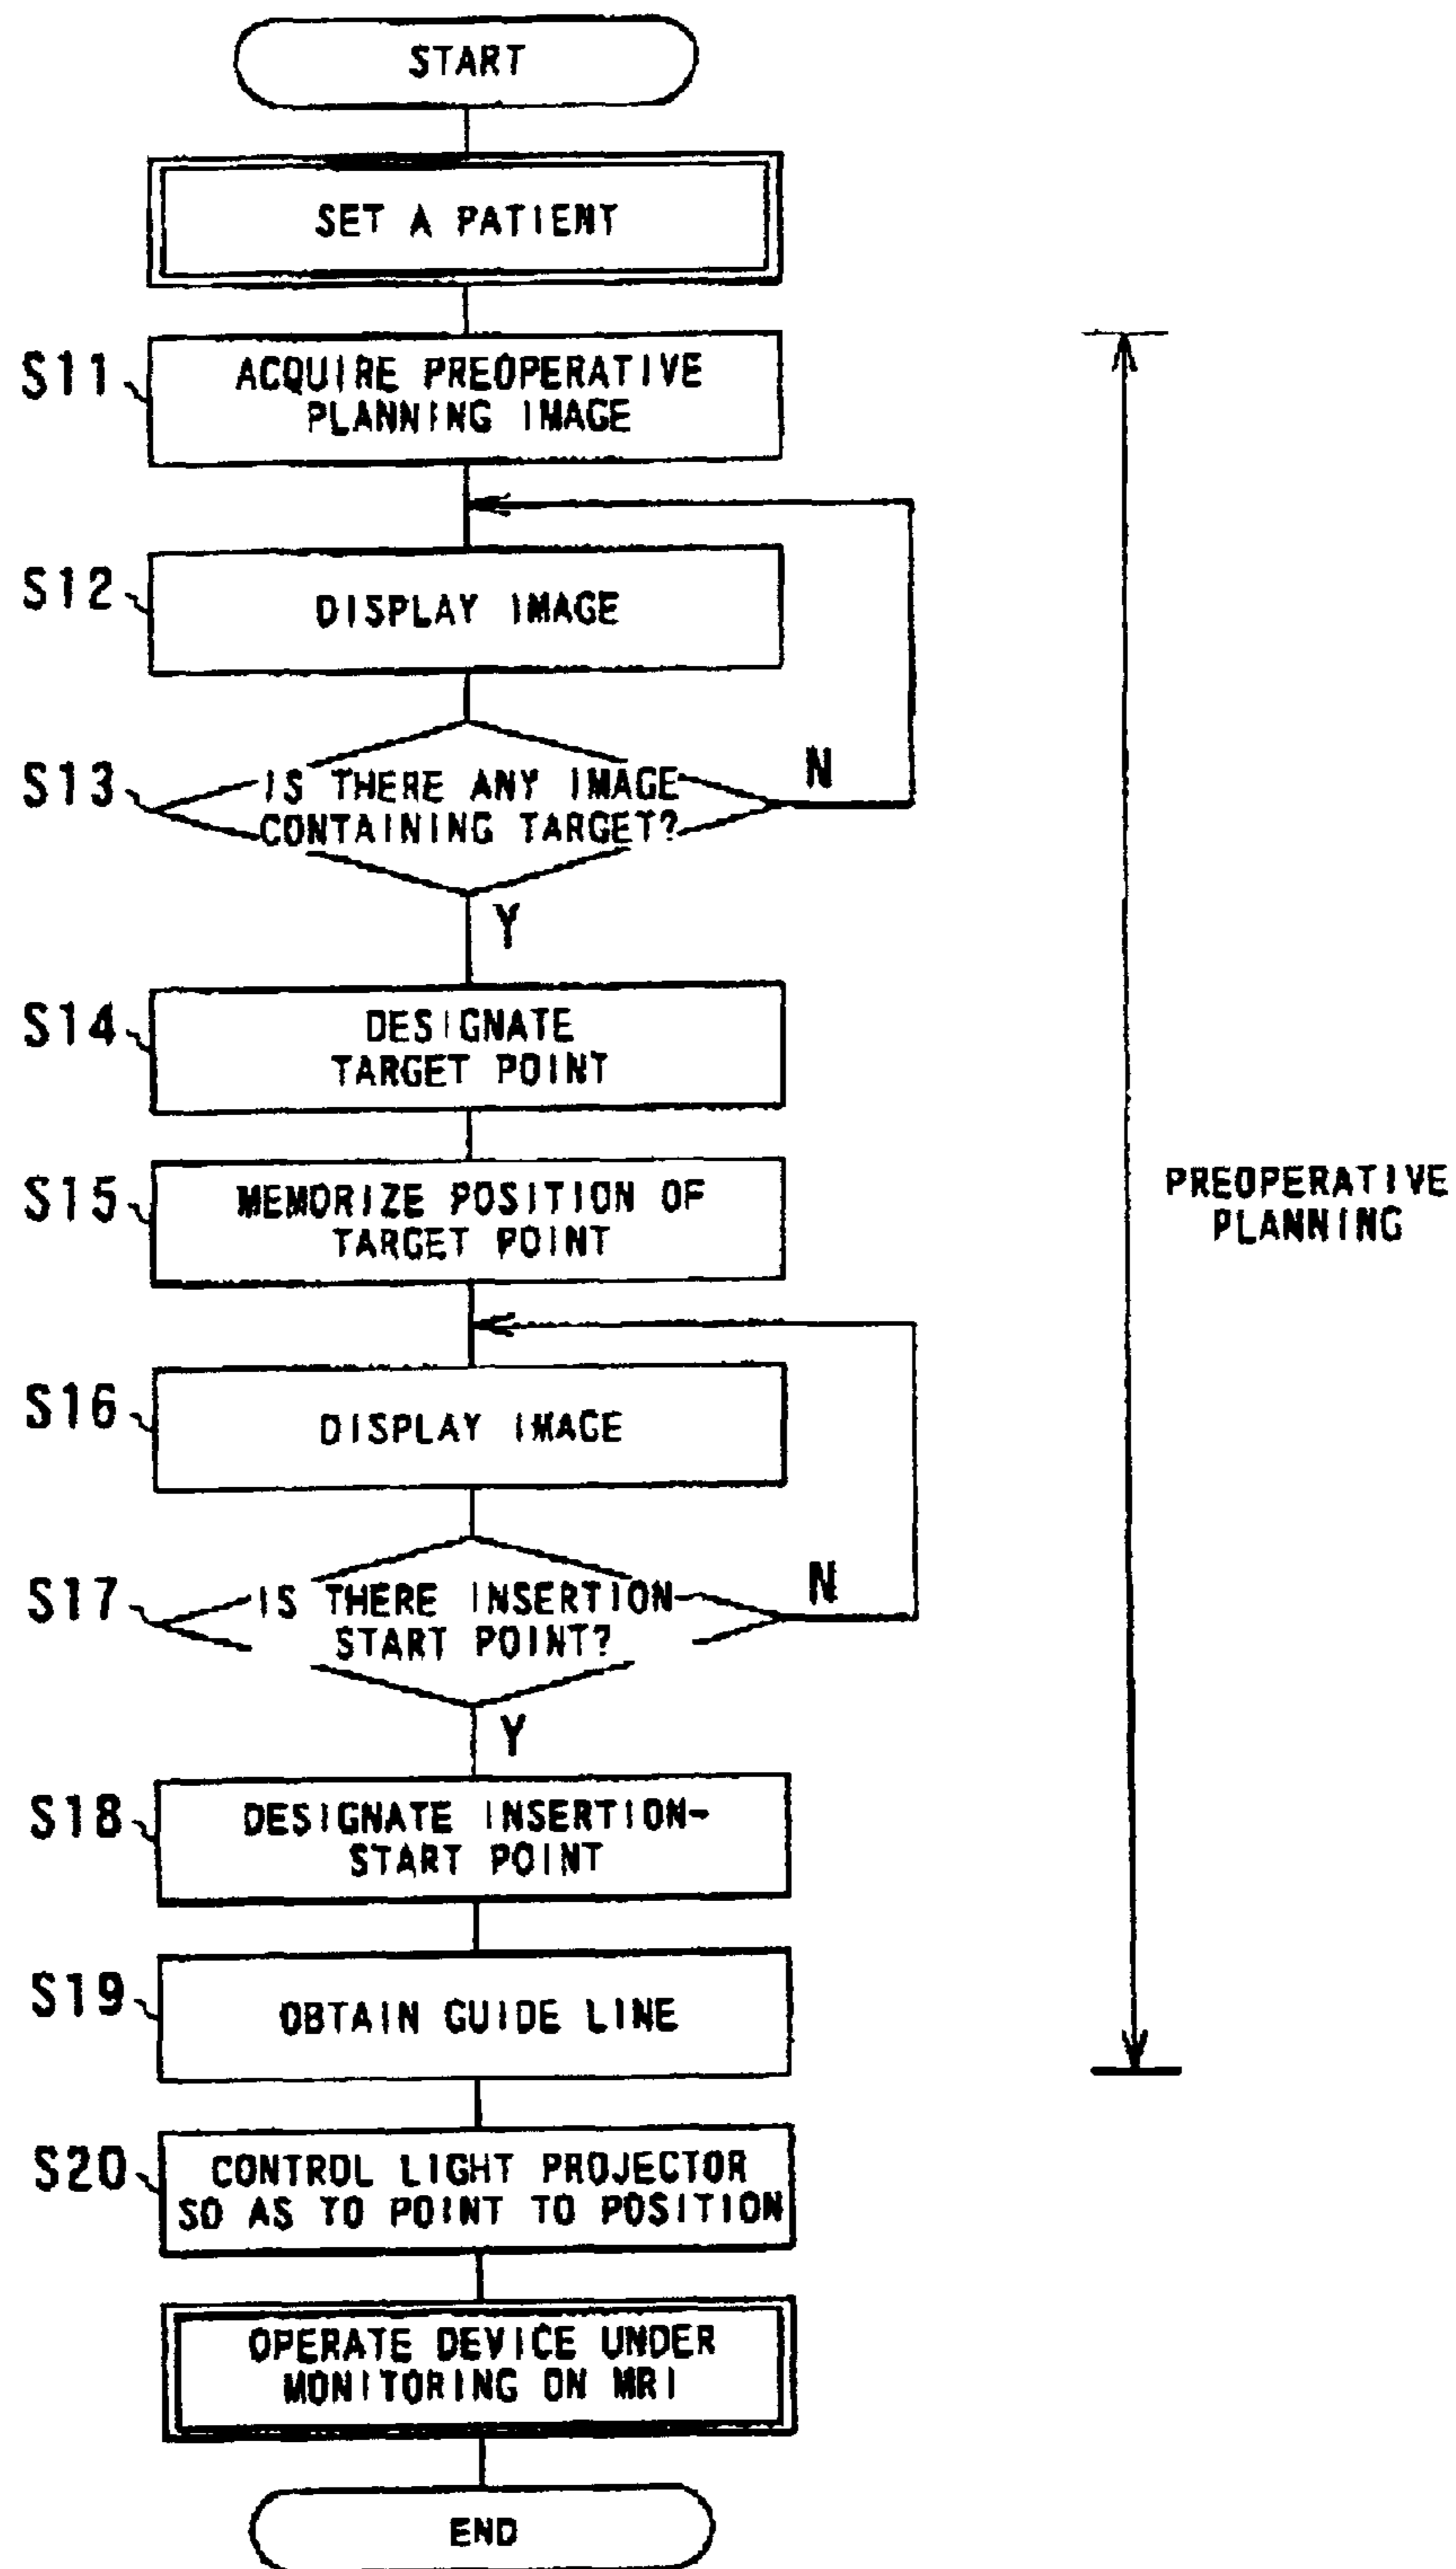 START
SET A PATIENT
S11
ACQUIRE PREOPERATIVE
PLANNING IMAGE
S12
DISPLAY IMAGE
S13
IS THERE ANY IMAGE
CONTAINING TARGET?
N
Y
S14
DESIGNATE
TARGET POINT
S15
MEMORIZE POSITION OF
TARGET POINT
PREOPERATIVE
PLANNING
S16
DISPLAY IMAGE
S17
IS THERE INSERTION-
START POINT?
N
Y
S18
DESIGNATE INSERTION-
START POINT
S19
OBTAIN GUIDE LINE
S20
CONTROL LIGHT PROJECTOR
SO AS TO POINT TO POSITION
OPERATE DEVICE UNDER
MONITORING ON MRI
END